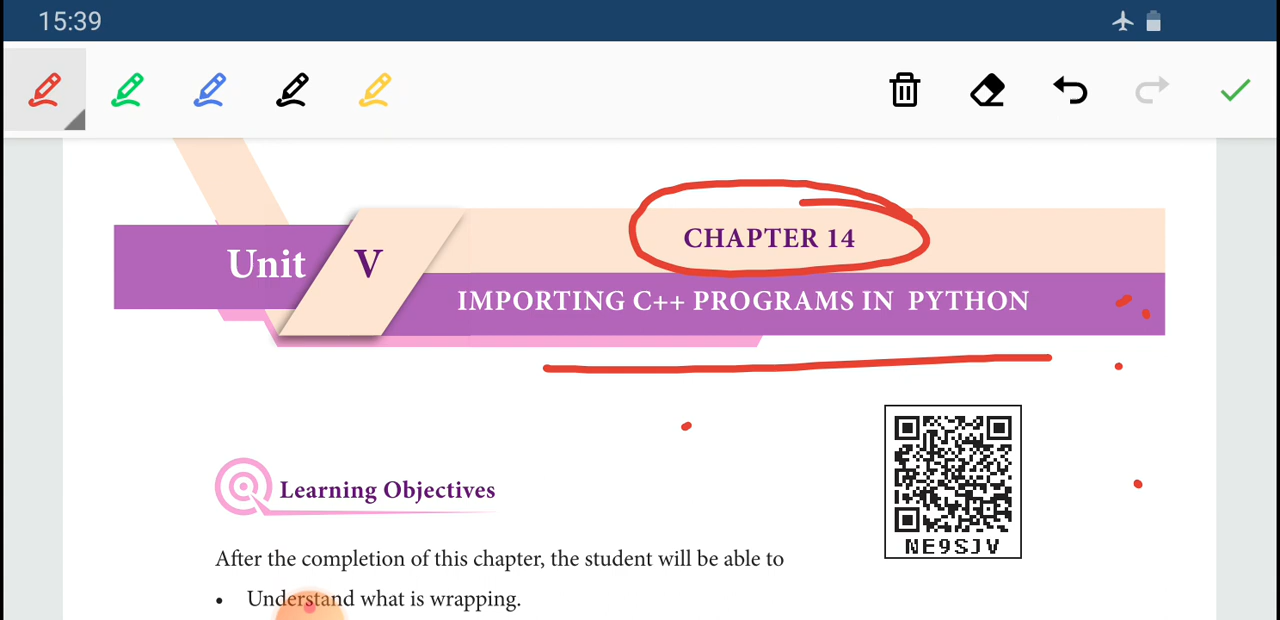 15:39
CHAPTER 14
Unit V
IMPORTING C++ PROGRAMS IN PYTHON
Learning Objectives
NE9SJV
After the completion of this chapter, the student will be able to
• Understand what is wrapping.